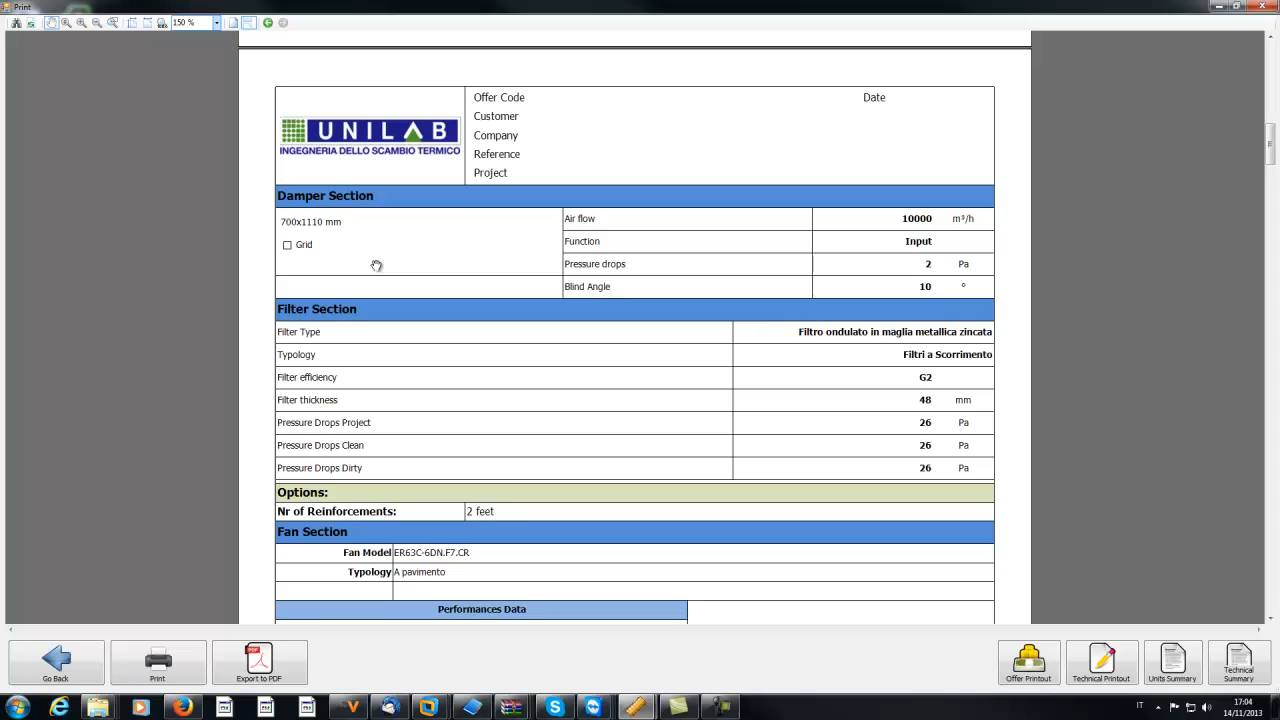 Print
150 %
UNILAB
INGEGNERIA DELLO SCAMBIO TERMICO
Offer Code
Date
Customer
Company
Reference
Project
Damper Section
700x1110 mm
Grid
Air flow 10000 m³/h
Function Input
Pressure drops 2 Pa
Blind Angle 10 °
Filter Section
Filter Type Filtro ondulato in maglia metallica zincata
Typology Filtri a Scorrimento
Filter efficiency G2
Filter thickness 48 mm
Pressure Drops Project 26 Pa
Pressure Drops Clean 26 Pa
Pressure Drops Dirty 26 Pa
Options:
Nr of Reinforcements: 2 feet
Fan Section
Fan Model ER63C-6DN.F7.CR
Typology A pavimento
Performances Data
Go Back
Print
PDF
Export to PDF
Offer Printout
Technical Printout
Units Summary
Technical
Summary
IT
17:04
14/11/2013